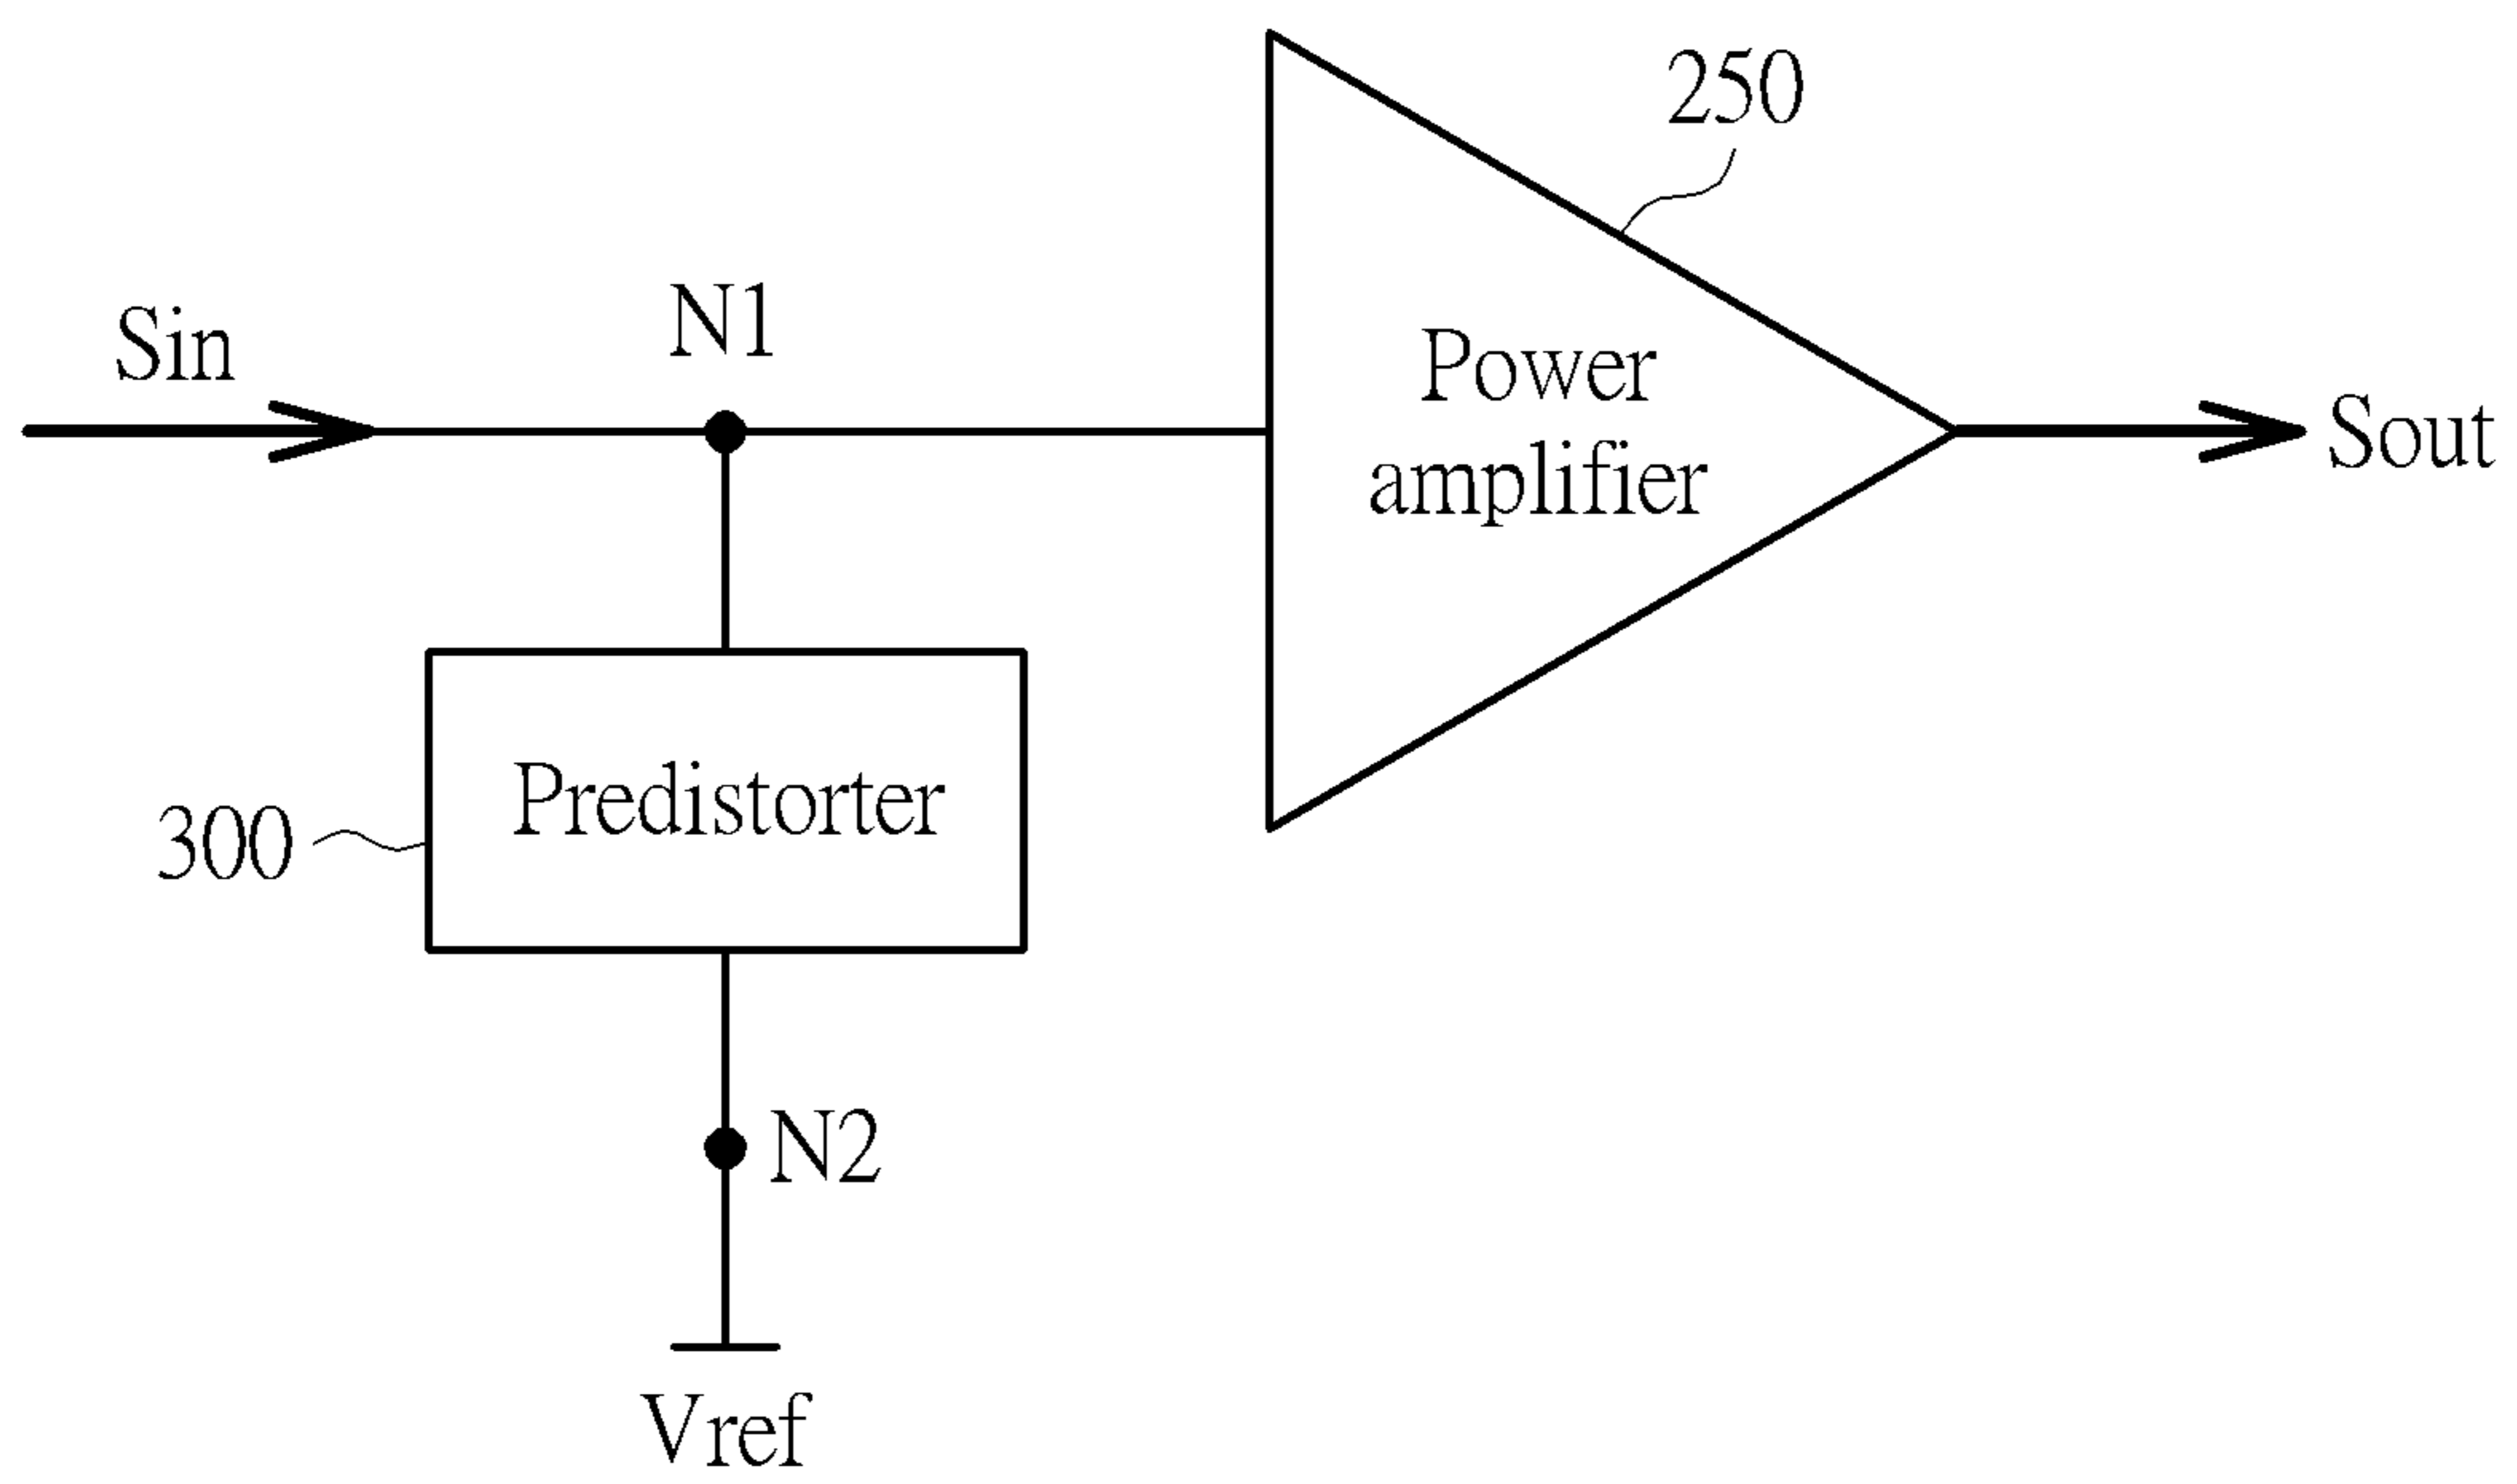 250
N1
Sin
Power
amplifier
Sout
Predistorter
300
N2
Vref